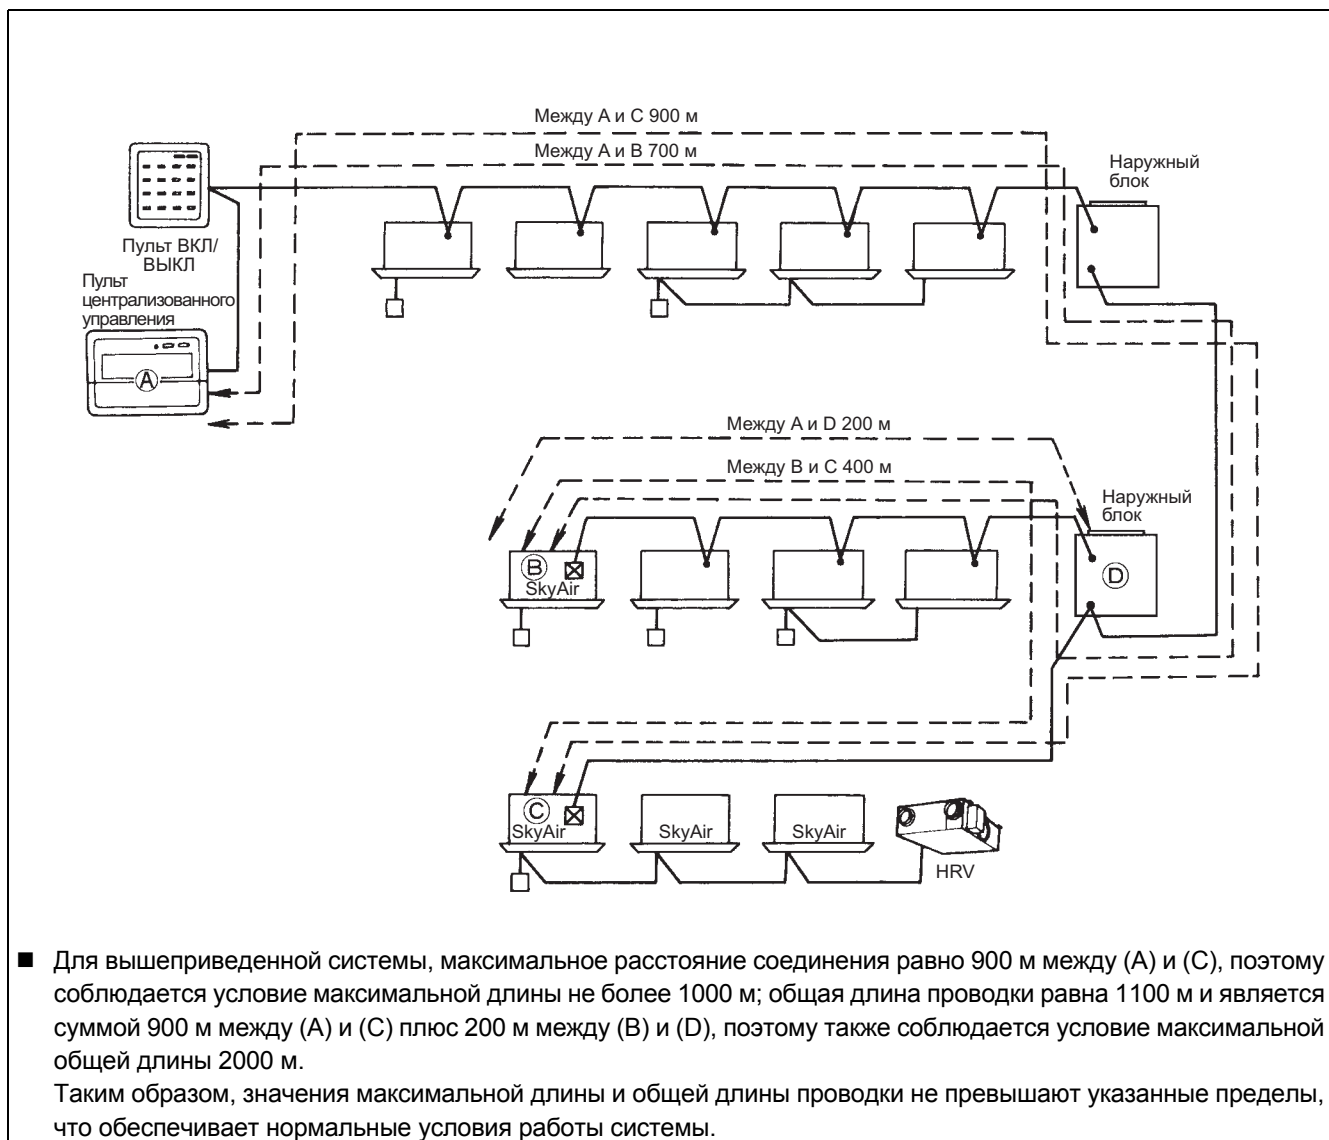 Между A и C 900 м
Между A и B 700 м
Наружный
блок
Пульт ВКЛ/
ВЫКЛ
Пульт
централизованного
управления
A
Между A и D 200 м
Между B и C 400 м
Наружный
блок
B
SkyAir
D
C
SkyAir
SkyAir
SkyAir
HRV
■ Для вышеприведенной системы, максимальное расстояние соединения равно 900 м между (A) и (C), поэтому
соблюдается условие максимальной длины не более 1000 м; общая длина проводки равна 1100 м и является
суммой 900 м между (A) и (C) плюс 200 м между (B) и (D), поэтому также соблюдается условие максимальной
общей длины 2000 м.
Таким образом, значения максимальной длины и общей длины проводки не превышают указанные пределы,
что обеспечивает нормальные условия работы системы.